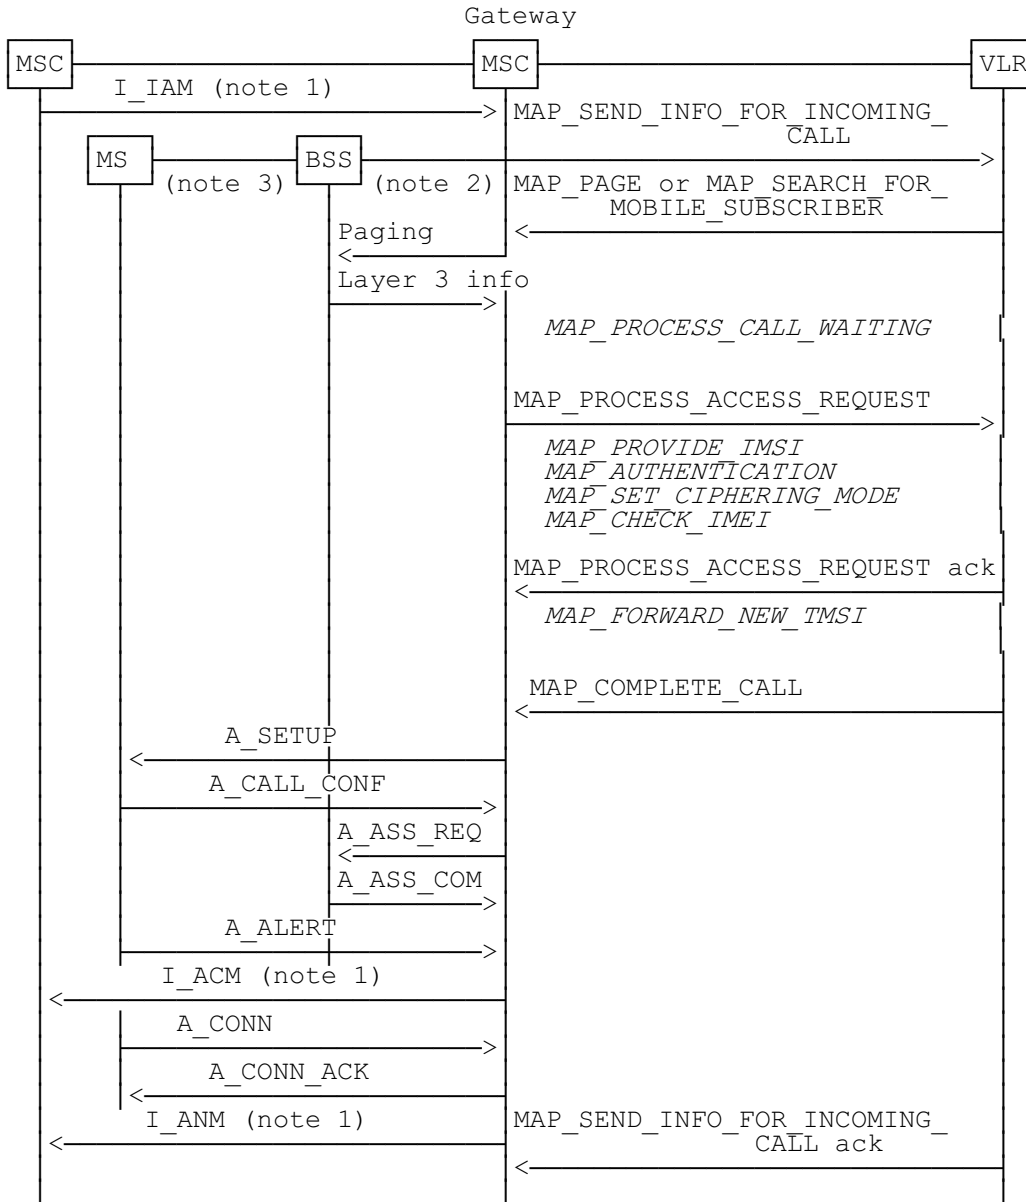 Gateway
MSC MSC VLR
I_IAM (note 1)
MAP_SEND_INFO_FOR_INCOMING_
CALL
MS BSS
(note 3) (note 2) MAP_PAGE or MAP_SEARCH_FOR_
MOBILE_SUBSCRIBER
Paging
Layer 3 info
MAP_PROCESS_CALL_WAITING
MAP_PROCESS_ACCESS_REQUEST
MAP_PROVIDE_IMSI
MAP_AUTHENTICATION
MAP_SET_CIPHERING_MODE
MAP_CHECK_IMEI
MAP_PROCESS_ACCESS_REQUEST ack
MAP_FORWARD_NEW_TMSI
MAP_COMPLETE_CALL
A_SETUP
A_CALL_CONF
A_ASS_REQ
A_ASS_COM
A_ALERT
I_ACM (note 1)
A_CONN
A_CONN_ACK
I_ANM (note 1) MAP_SEND_INFO_FOR_INCOMING_
CALL ack